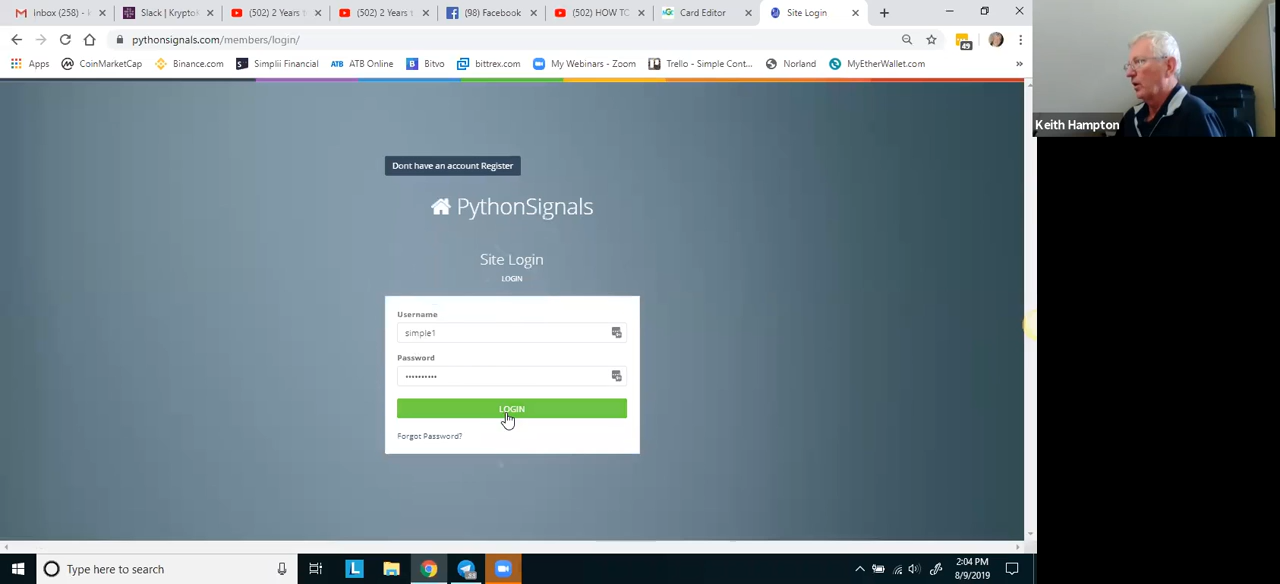 Inbox (258) - k
Slack | Krypto
(502) 2 Years t
(502) 2 Years t
(98) Facebook
(502) HOW TO
Card Editor
Site Login
pythonsignals.com/members/login/
49
Apps
CoinMarketCap
Binance.com
Simplii Financial
ATB ATB Online
Bitvo
bittrex.com
My Webinars - Zoom
Trello - Simple Cont...
Norland
MyEtherWallet.com
»
Keith Hampton
Dont have an account Register
PythonSignals
Site Login
LOGIN
Username
simple1
Password
LOGIN
Forgot Password?
Type here to search
L
2:04 PM
8/9/2019